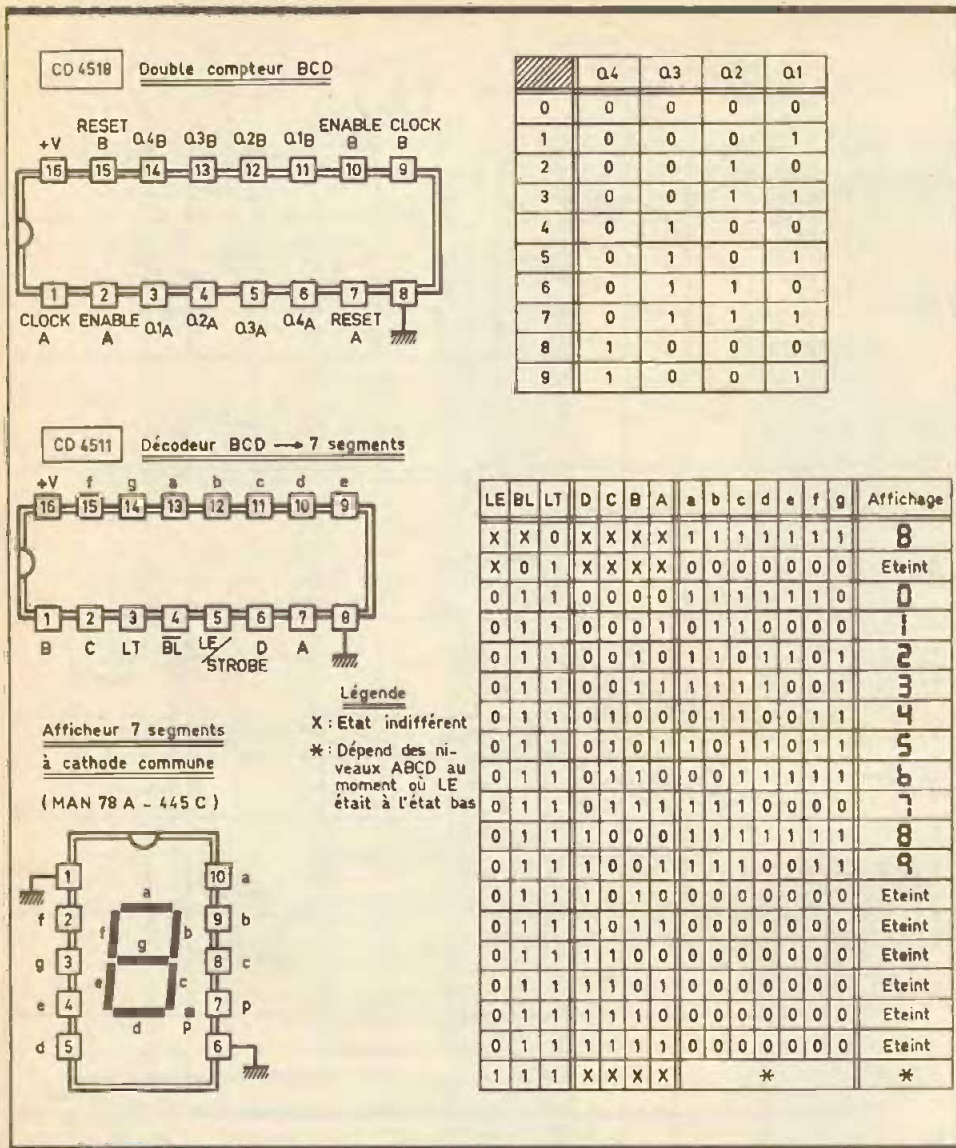 CD 4518 Double compteur BCD
+V RESET B Q4B Q3B Q2B Q1B ENABLE B CLOCK B
16 15 14 13 12 11 10 9
1 2 3 4 5 6 7 8
CLOCK A ENABLE A Q1A Q2A Q3A Q4A RESET A
Q4 Q3 Q2 Q1
0 0 0 0 0
1 0 0 0 1
2 0 0 1 0
3 0 0 1 1
4 0 1 0 0
5 0 1 0 1
6 0 1 1 0
7 0 1 1 1
8 1 0 0 0
9 1 0 0 1
CD 4511 Décodeur BCD → 7 segments
+V f g a b c d e
16 15 14 13 12 11 10 9
1 2 3 4 5 6 7 8
B C LT BL LE/STROBE D A
Légende
X : Etat indifférent
* : Dépend des ni-
veaux ABCD au
moment où LE
était à l'état bas
Afficheur 7 segments
à cathode commune
(MAN 78 A - 445 C)
1 10 a
f 2 9 b
g 3 8 c
e 4 7 p
d 5 6
a
f b
g
e c
d p
LE BL LT D C B A a b c d e f g Affichage
X X 0 X X X X 1 1 1 1 1 1 1 8
X 0 1 X X X X 0 0 0 0 0 0 0 Eteint
0 1 1 0 0 0 0 1 1 1 1 1 1 0 0
0 1 1 0 0 0 1 0 1 1 0 0 0 0 1
0 1 1 0 0 1 0 1 1 0 1 1 0 1 2
0 1 1 0 0 1 1 1 1 1 1 0 0 1 3
0 1 1 0 1 0 0 0 1 1 0 0 1 1 4
0 1 1 0 1 0 1 1 0 1 1 0 1 1 5
0 1 1 0 1 1 0 0 0 1 1 1 1 1 6
0 1 1 0 1 1 1 1 1 1 0 0 0 0 7
0 1 1 1 0 0 0 1 1 1 1 1 1 1 8
0 1 1 1 0 0 1 1 1 1 0 0 1 1 9
0 1 1 1 0 1 0 0 0 0 0 0 0 0 Eteint
0 1 1 1 0 1 1 0 0 0 0 0 0 0 Eteint
0 1 1 1 1 0 0 0 0 0 0 0 0 0 Eteint
0 1 1 1 1 0 1 0 0 0 0 0 0 0 Eteint
0 1 1 1 1 1 0 0 0 0 0 0 0 0 Eteint
0 1 1 1 1 1 1 0 0 0 0 0 0 0 Eteint
1 1 1 X X X X * *